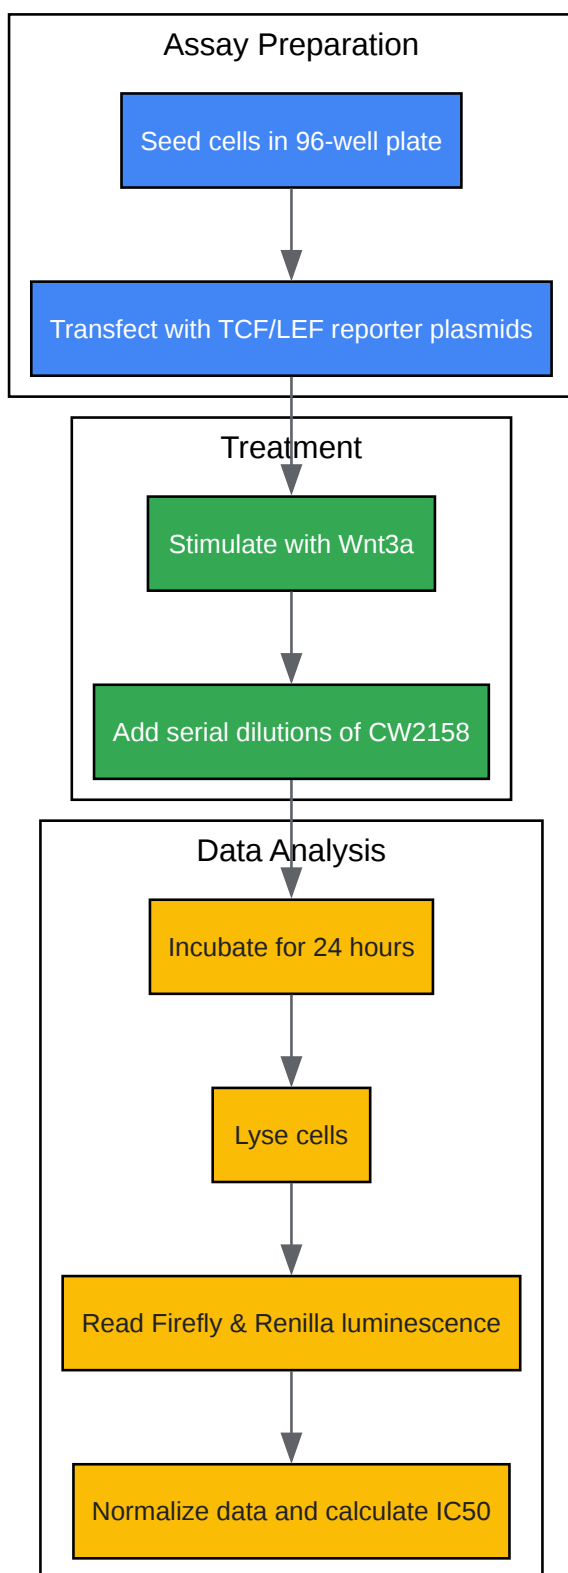 Assay Preparation
Seed cells in 96-well plate
Transfect with TCF/LEF reporter plasmids
Treatment
Stimulate with Wnt3a
Add serial dilutions of CW2158
Data Analysis
Incubate for 24 hours
Lyse cells
Read Firefly & Renilla luminescence
Normalize data and calculate IC50